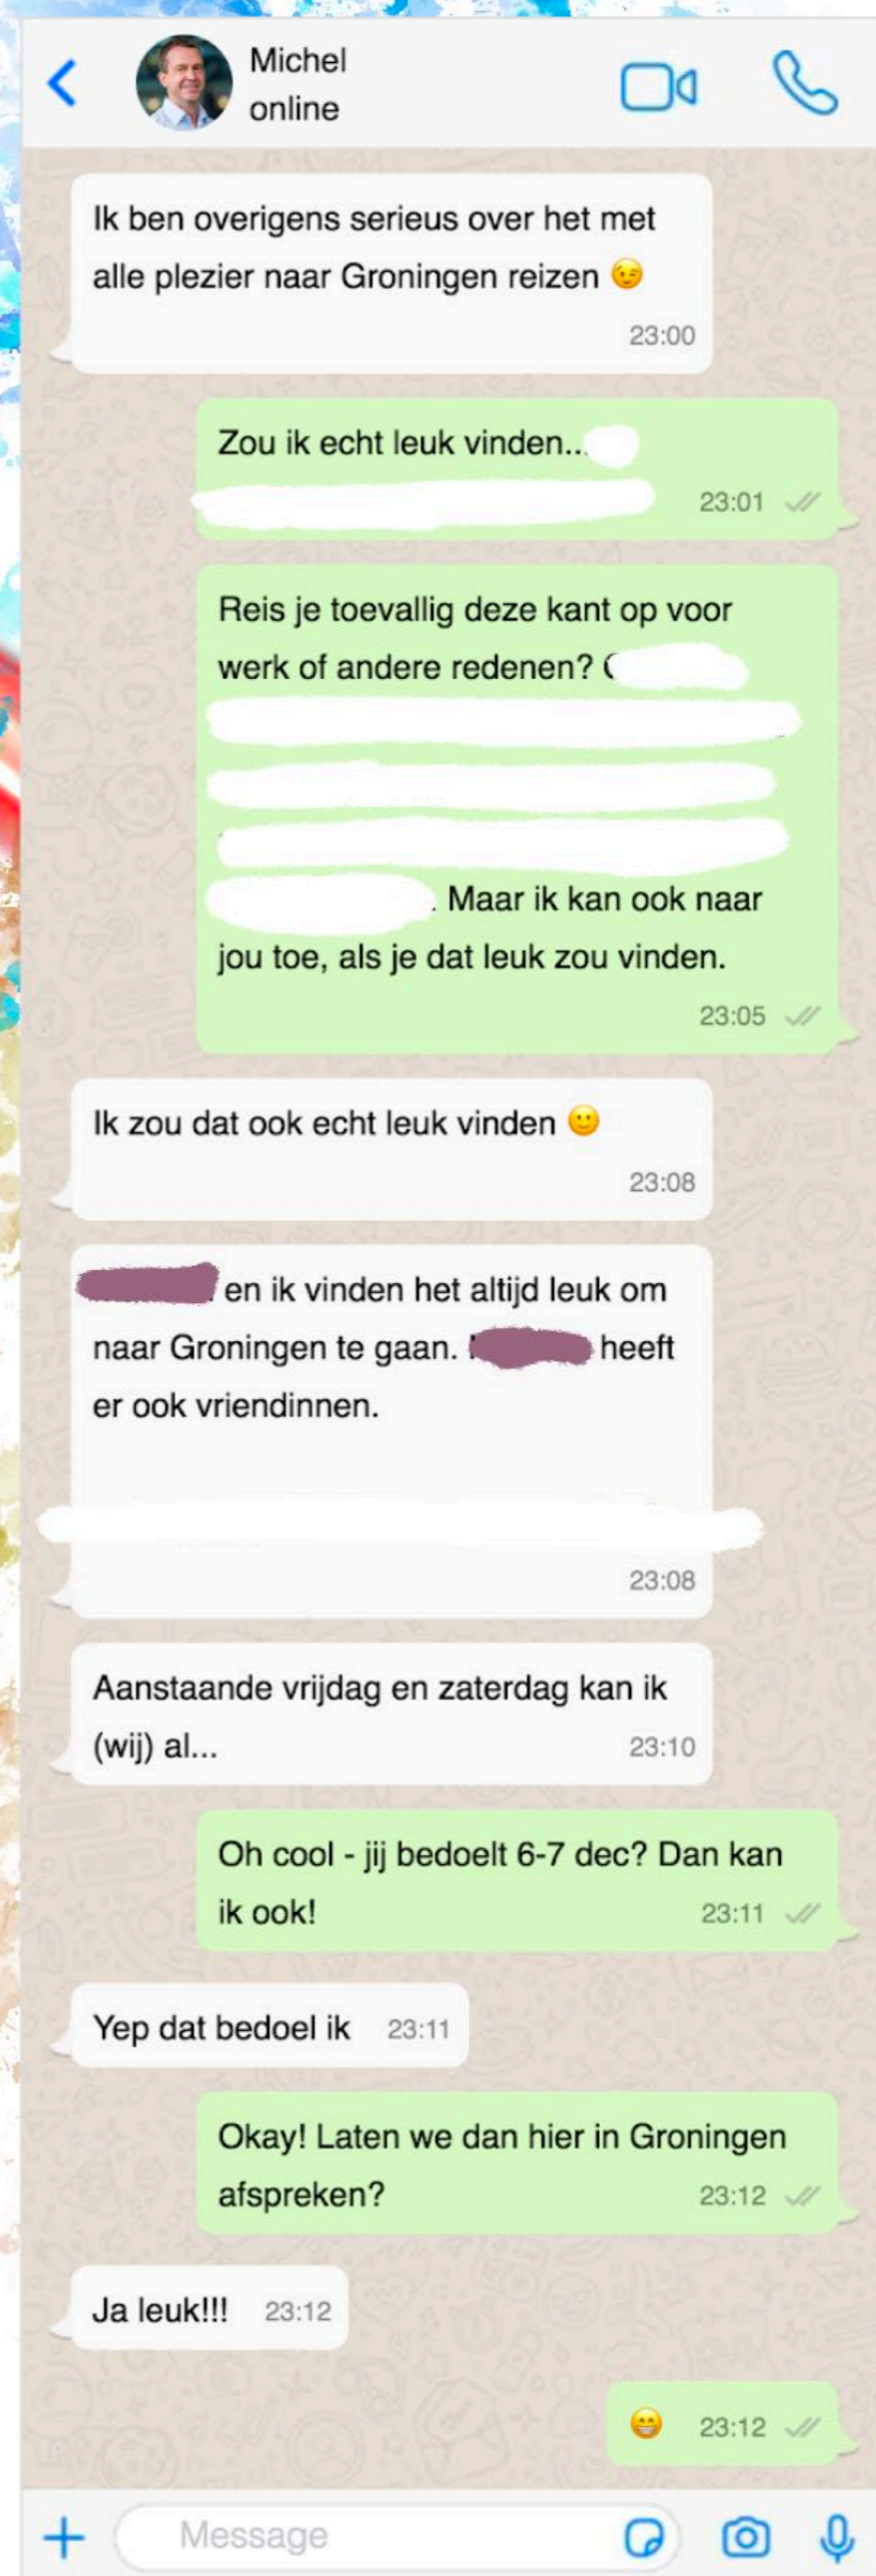 Michel
online
Ik ben overigens serieus over het met
alle plezier naar Groningen reizen 😉
23:00
Zou ik echt leuk vinden...
23:01
Reis je toevallig deze kant op voor
werk of andere redenen? (
. Maar ik kan ook naar
jou toe, als je dat leuk zou vinden.
23:05
Ik zou dat ook echt leuk vinden 🙂
23:08
en ik vinden het altijd leuk om
naar Groningen te gaan. heeft
er ook vriendinnen.
23:08
Aanstaande vrijdag en zaterdag kan ik
(wij) al... 23:10
Oh cool - jij bedoelt 6-7 dec? Dan kan
ik ook! 23:11
Yep dat bedoel ik 23:11
Okay! Laten we dan hier in Groningen
afspreken? 23:12
Ja leuk!!! 23:12
😁 23:12
Message